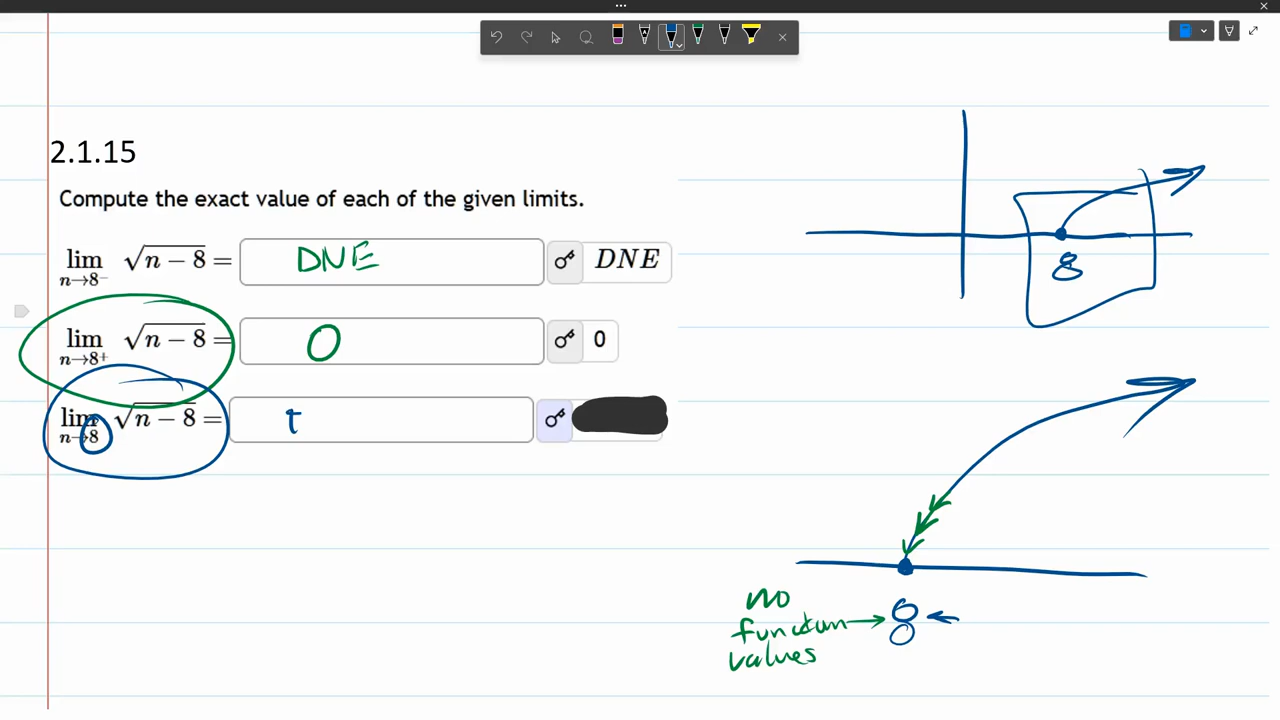 2.1.15
Compute the exact value of each of the given limits.
lim n→8⁻ √(n − 8) = DNE DNE
lim n→8⁺ √(n − 8) = 0 0
lim n→8 √(n − 8) = t
8
8
no
function
values